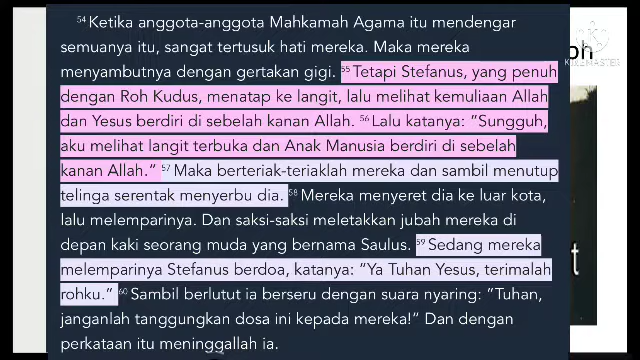 54 Ketika anggota-anggota Mahkamah Agama itu mendengar
semuanya itu, sangat tertusuk hati mereka. Maka mereka
menyambutnya dengan gertakan gigi. 55 Tetapi Stefanus, yang penuh
dengan Roh Kudus, menatap ke langit, lalu melihat kemuliaan Allah
dan Yesus berdiri di sebelah kanan Allah. 56 Lalu katanya: “Sungguh,
aku melihat langit terbuka dan Anak Manusia berdiri di sebelah
kanan Allah.” 57 Maka berteriak-teriaklah mereka dan sambil menutup
telinga serentak menyerbu dia. 58 Mereka menyeret dia ke luar kota,
lalu melemparinya. Dan saksi-saksi meletakkan jubah mereka di
depan kaki seorang muda yang bernama Saulus. 59 Sedang mereka
melemparinya Stefanus berdoa, katanya: “Ya Tuhan Yesus, terimalah
rohku.” 60 Sambil berlutut ia berseru dengan suara nyaring: “Tuhan,
janganlah tanggungkan dosa ini kepada mereka!” Dan dengan
perkataan itu meninggallah ia.
KINEMASTER